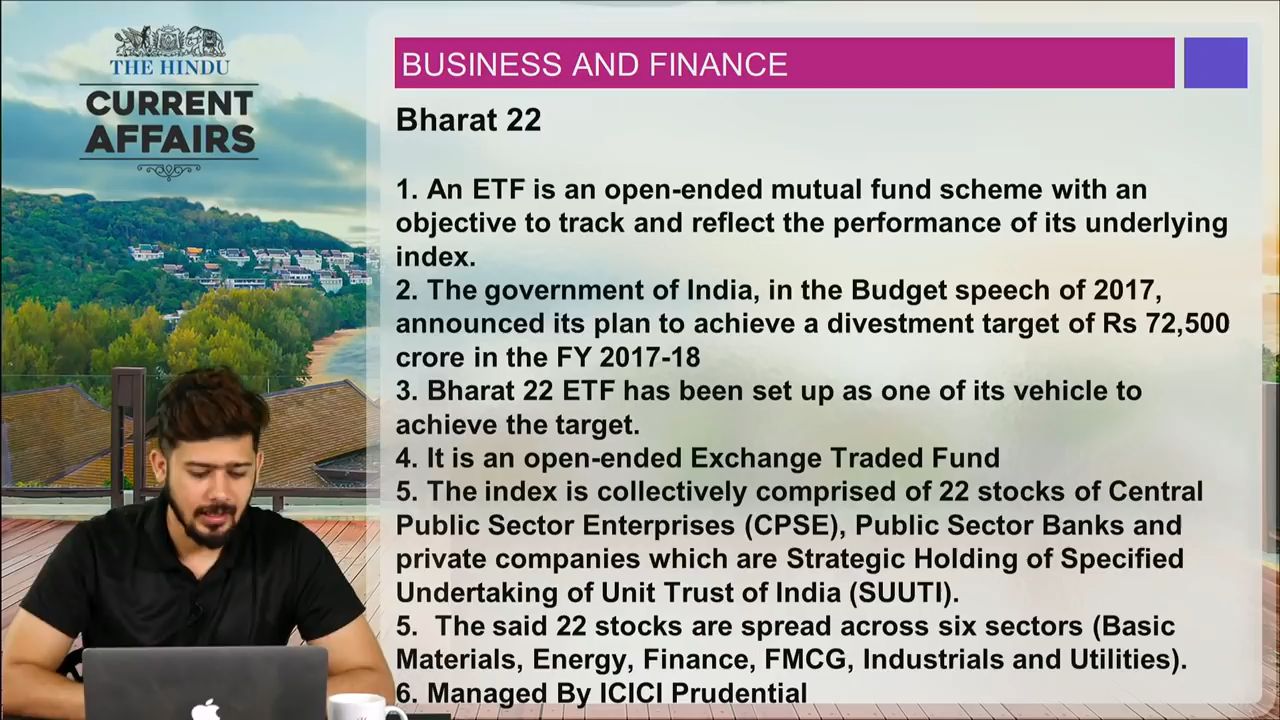 THE HINDU
CURRENT
AFFAIRS
BUSINESS AND FINANCE
Bharat 22
1. An ETF is an open-ended mutual fund scheme with an
objective to track and reflect the performance of its underlying
index.
2. The government of India, in the Budget speech of 2017,
announced its plan to achieve a divestment target of Rs 72,500
crore in the FY 2017-18
3. Bharat 22 ETF has been set up as one of its vehicle to
achieve the target.
4. It is an open-ended Exchange Traded Fund
5. The index is collectively comprised of 22 stocks of Central
Public Sector Enterprises (CPSE), Public Sector Banks and
private companies which are Strategic Holding of Specified
Undertaking of Unit Trust of India (SUUTI).
5.  The said 22 stocks are spread across six sectors (Basic
Materials, Energy, Finance, FMCG, Industrials and Utilities).
6. Managed By ICICI Prudential